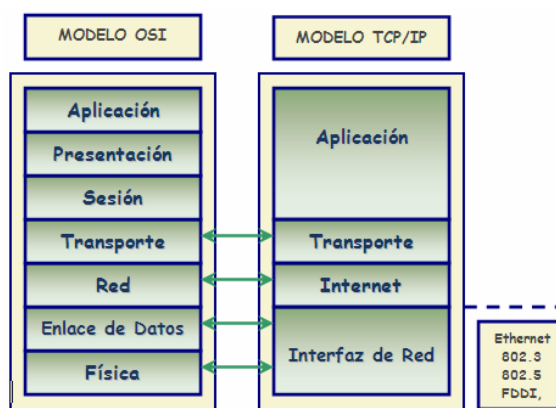 MODELO OSI
MODELO TCP/IP
Aplicación
Presentación
Sesión
Transporte
Red
Enlace de Datos
Física
Aplicación
Transporte
Internet
Interfaz de Red
Ethernet
802.3
802.5
FDDI,